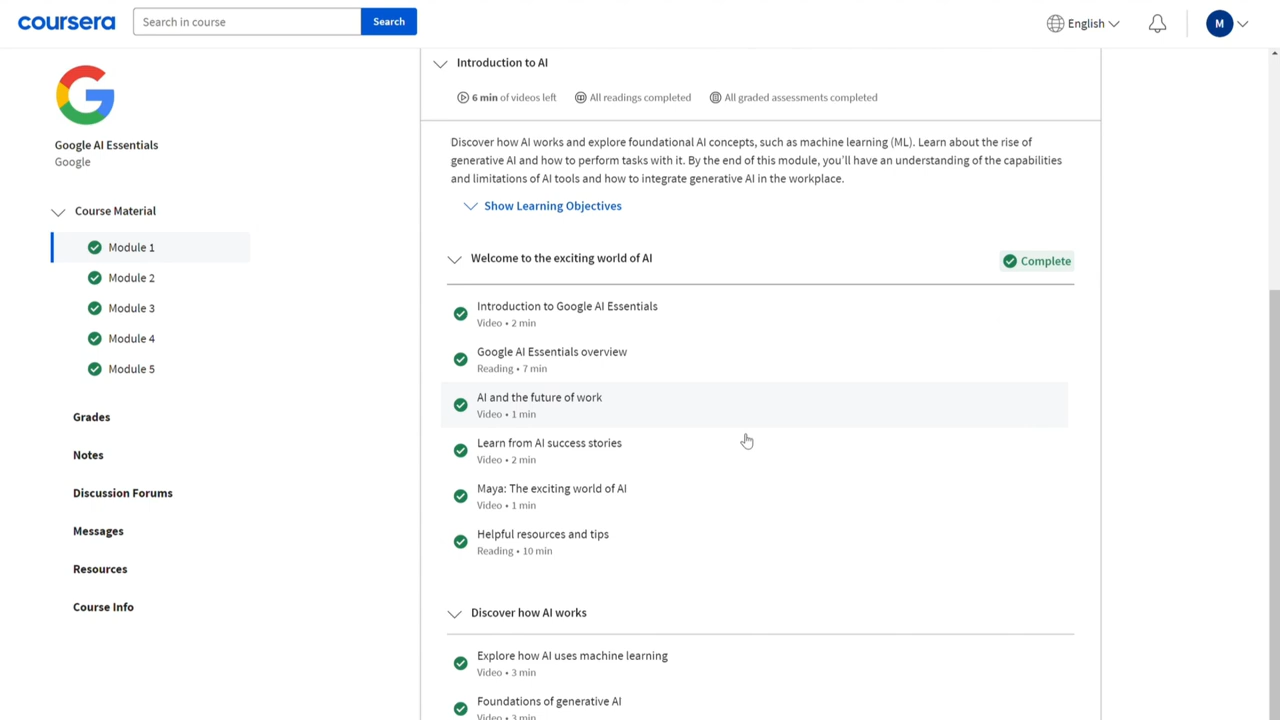 coursera
Search in course
Search
English
M
Google AI Essentials
Google
Course Material
Module 1
Module 2
Module 3
Module 4
Module 5
Grades
Notes
Discussion Forums
Messages
Resources
Course Info
Introduction to AI
6 min of videos left All readings completed All graded assessments completed
Discover how AI works and explore foundational AI concepts, such as machine learning (ML). Learn about the rise of
generative AI and how to perform tasks with it. By the end of this module, you'll have an understanding of the capabilities
and limitations of AI tools and how to integrate generative AI in the workplace.
Show Learning Objectives
Welcome to the exciting world of AI
Complete
Introduction to Google AI Essentials
Video • 2 min
Google AI Essentials overview
Reading • 7 min
AI and the future of work
Video • 1 min
Learn from AI success stories
Video • 2 min
Maya: The exciting world of AI
Video • 1 min
Helpful resources and tips
Reading • 10 min
Discover how AI works
Explore how AI uses machine learning
Video • 3 min
Foundations of generative AI
Video • 3 min